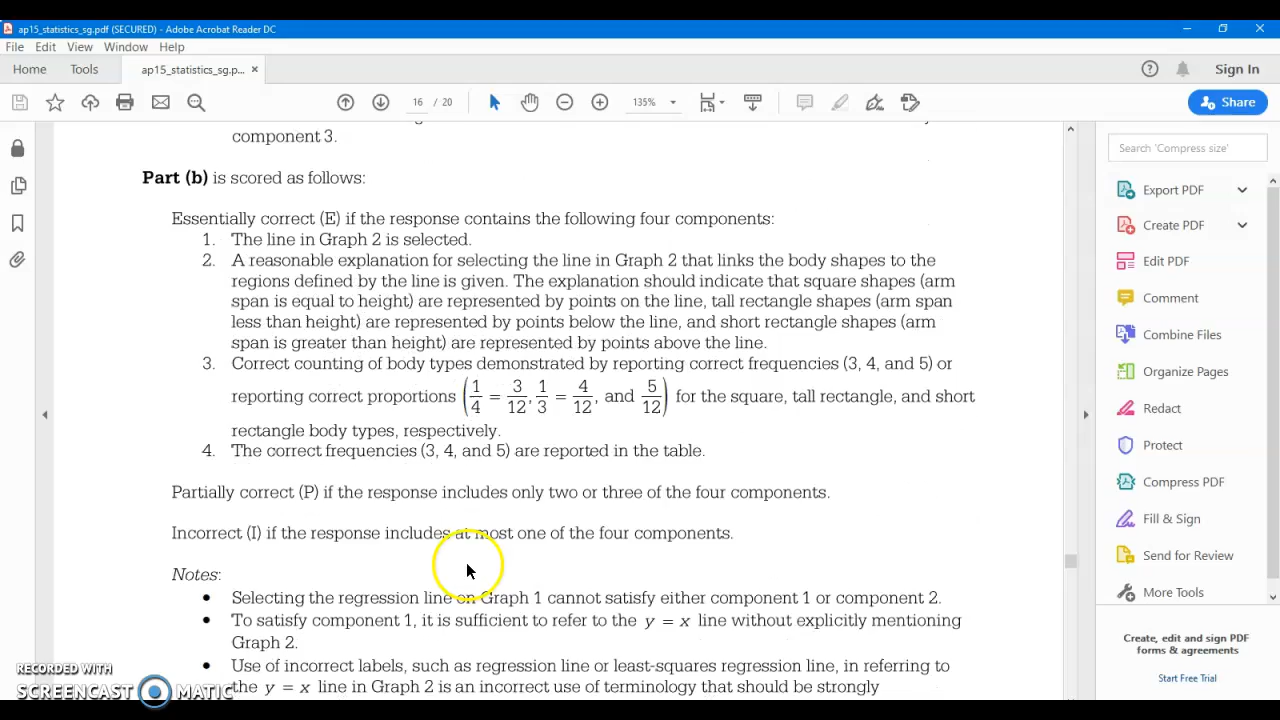 ap15_statistics_sg.pdf (SECURED) - Adobe Acrobat Reader DC
File Edit View Window Help
Home Tools ap15_statistics_sg.p... × Sign In
16 / 20 135% Share
component 3.
Part (b) is scored as follows:
Essentially correct (E) if the response contains the following four components:
1. The line in Graph 2 is selected.
2. A reasonable explanation for selecting the line in Graph 2 that links the body shapes to the
regions defined by the line is given. The explanation should indicate that square shapes (arm
span is equal to height) are represented by points on the line, tall rectangle shapes (arm span
less than height) are represented by points below the line, and short rectangle shapes (arm
span is greater than height) are represented by points above the line.
3. Correct counting of body types demonstrated by reporting correct frequencies (3, 4, and 5) or
reporting correct proportions (1/4 = 3/12, 1/3 = 4/12, and 5/12) for the square, tall rectangle, and short
rectangle body types, respectively.
4. The correct frequencies (3, 4, and 5) are reported in the table.
Partially correct (P) if the response includes only two or three of the four components.
Incorrect (I) if the response includes at most one of the four components.
Notes:
• Selecting the regression line on Graph 1 cannot satisfy either component 1 or component 2.
• To satisfy component 1, it is sufficient to refer to the y = x line without explicitly mentioning
Graph 2.
• Use of incorrect labels, such as regression line or least-squares regression line, in referring to
the y = x line in Graph 2 is an incorrect use of terminology that should be strongly
Search 'Compress size'
Export PDF
Create PDF
Edit PDF
Comment
Combine Files
Organize Pages
Redact
Protect
Compress PDF
Fill & Sign
Send for Review
More Tools
Create, edit and sign PDF
forms & agreements
Start Free Trial
RECORDED WITH
SCREENCAST MATIC